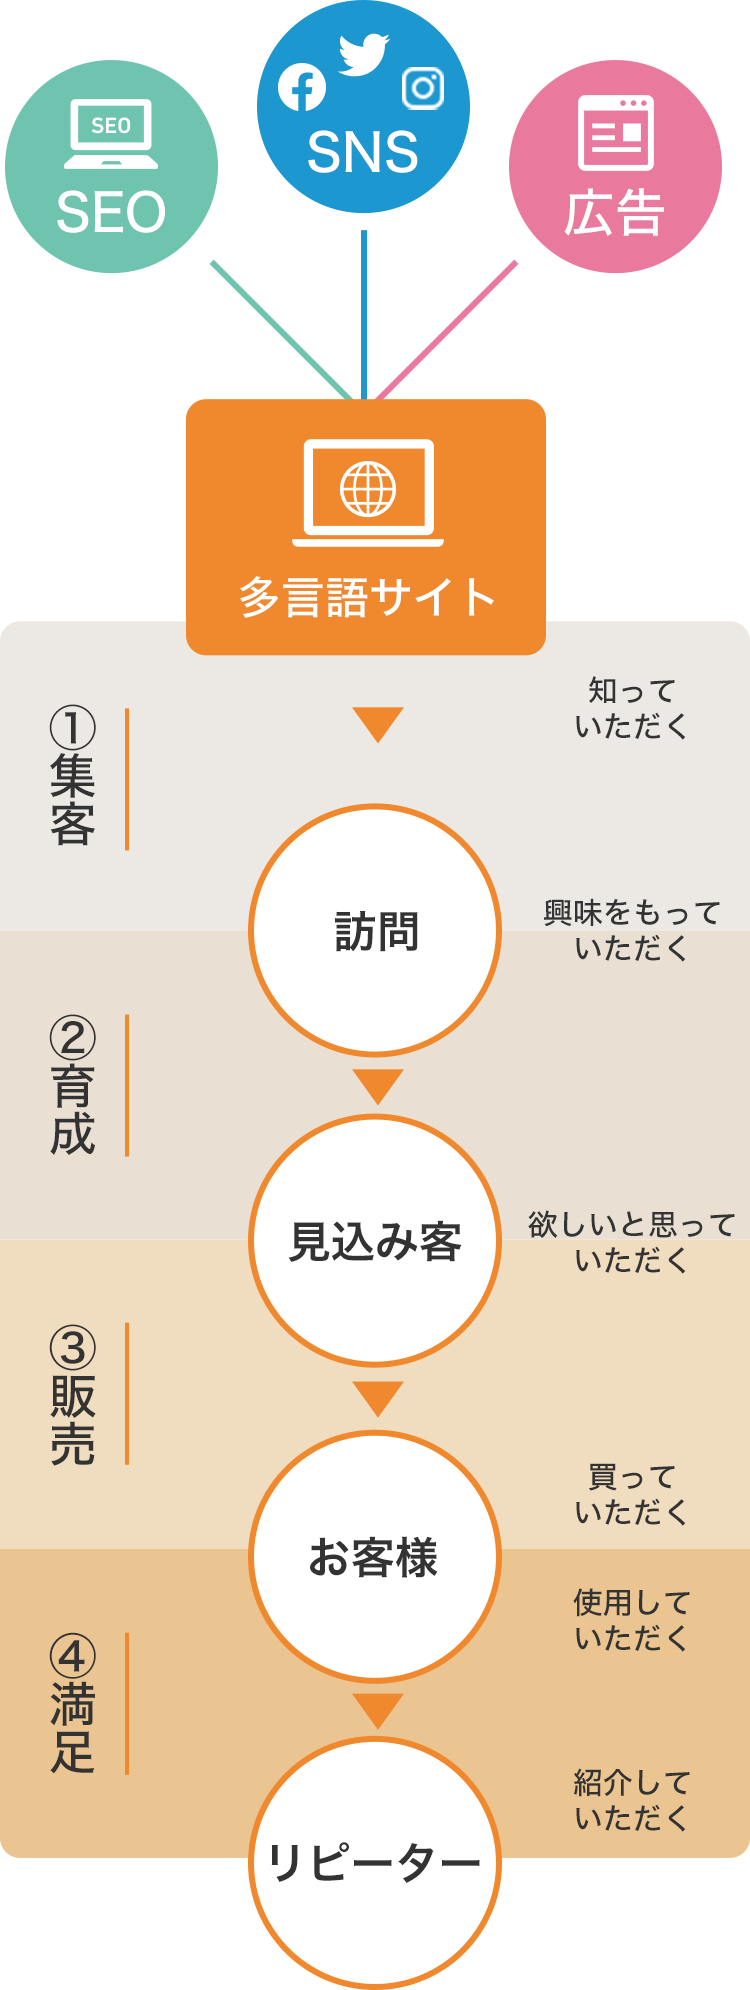 SEO
SEO
SNS
広告
多言語サイト
①集客
知って
いただく
訪問
興味をもって
いただく
②育成
見込み客
欲しいと思って
いただく
③販売
買って
いただく
お客様
使用して
いただく
④満足
紹介して
いただく
リピーター